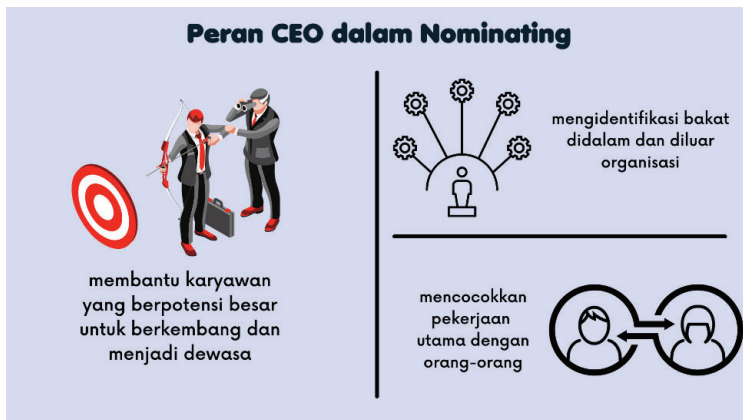 Peran CEO dalam Nominating
membantu karyawan
yang berpotensi besar
untuk berkembang dan
menjadi dewasa
mengidentifikasi bakat
didalam dan diluar
organisasi
mencocokkan
pekerjaan
utama dengan
orang-orang